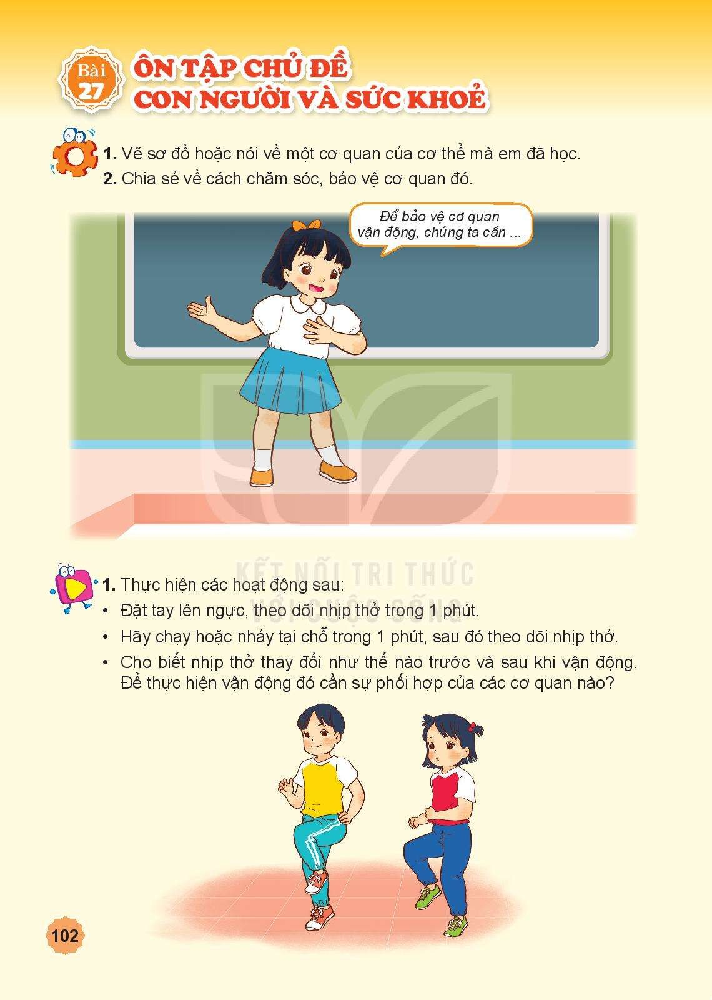 Bài
27
ÔN TẬP CHỦ ĐỀ
CON NGƯỜI VÀ SỨC KHOẺ
1. Vẽ sơ đồ hoặc nói về một cơ quan của cơ thể mà em đã học.
2. Chia sẻ về cách chăm sóc, bảo vệ cơ quan đó.
Để bảo vệ cơ quan
vận động, chúng ta cần ...
KẾT NỐI TRI THỨC
VỚI CUỘC SỐNG
1. Thực hiện các hoạt động sau:
• Đặt tay lên ngực, theo dõi nhịp thở trong 1 phút.
• Hãy chạy hoặc nhảy tại chỗ trong 1 phút, sau đó theo dõi nhịp thở.
• Cho biết nhịp thở thay đổi như thế nào trước và sau khi vận động.
Để thực hiện vận động đó cần sự phối hợp của các cơ quan nào?
102